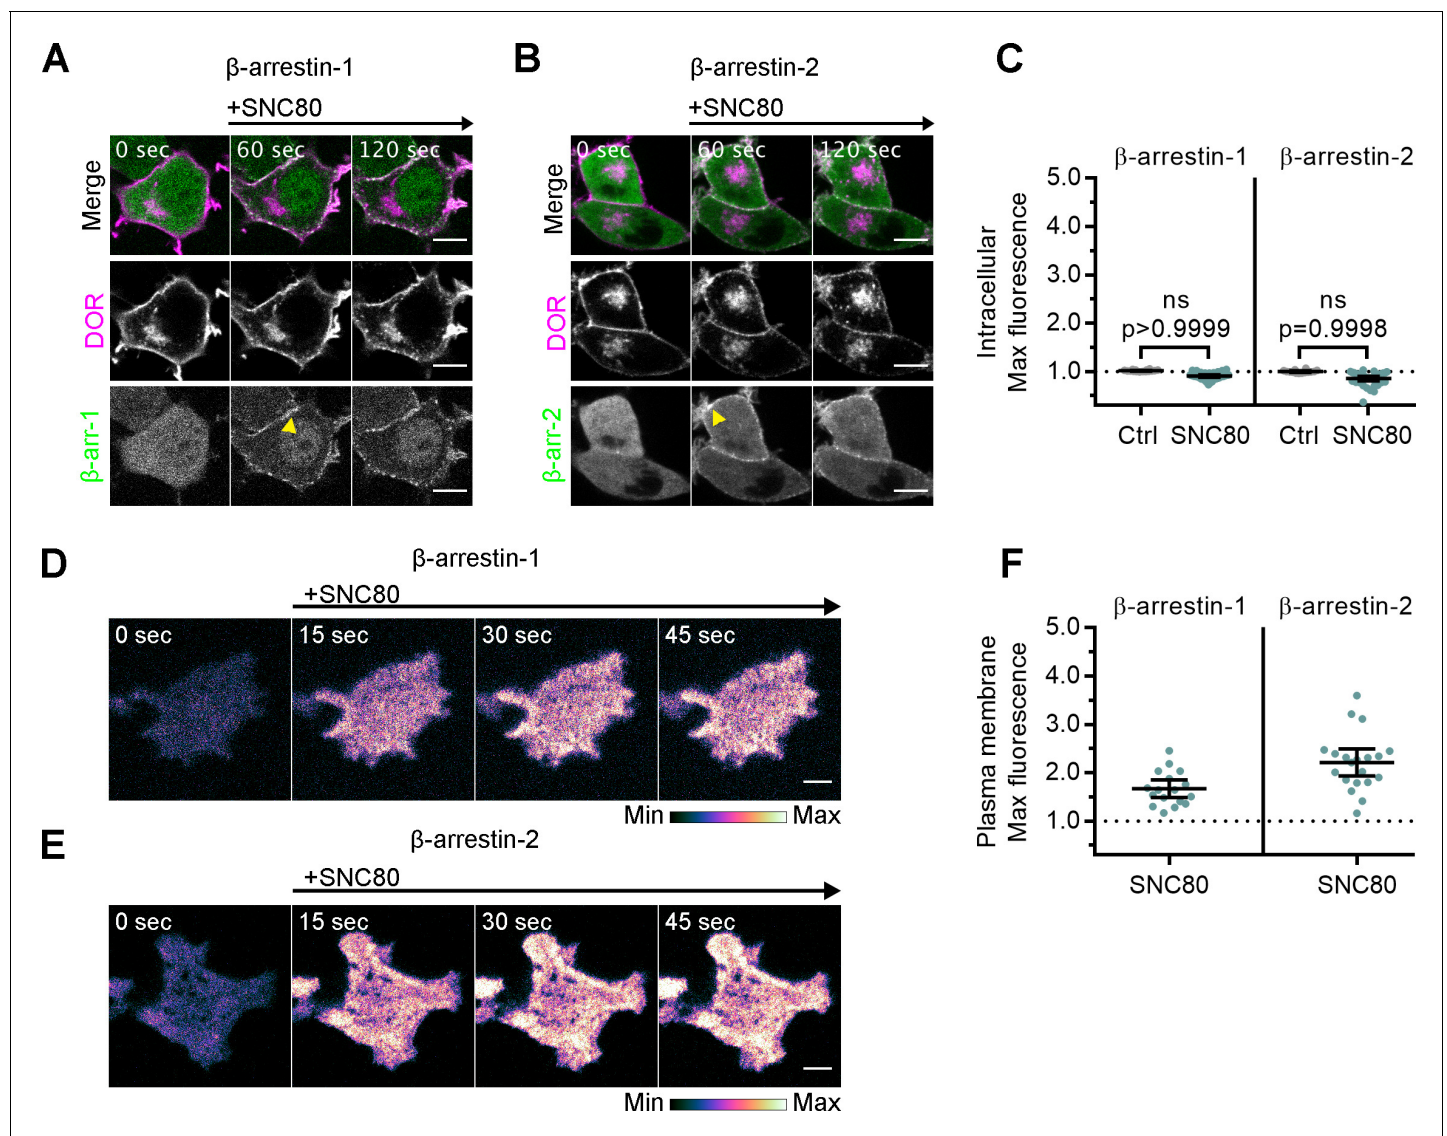 A
β-arrestin-1
+SNC80
Merge
0 sec
60 sec
120 sec
DOR
β-arr-1
B
β-arrestin-2
+SNC80
Merge
0 sec
60 sec
120 sec
DOR
β-arr-2
C
β-arrestin-1
β-arrestin-2
Intracellular
Max fluorescence
5.0
4.0
3.0
2.0
1.0
ns
p>0.9999
ns
p=0.9998
Ctrl
SNC80
Ctrl
SNC80
D
β-arrestin-1
+SNC80
0 sec
15 sec
30 sec
45 sec
Min
Max
E
β-arrestin-2
+SNC80
0 sec
15 sec
30 sec
45 sec
Min
Max
F
β-arrestin-1
β-arrestin-2
Plasma membrane
Max fluorescence
5.0
4.0
3.0
2.0
1.0
SNC80
SNC80